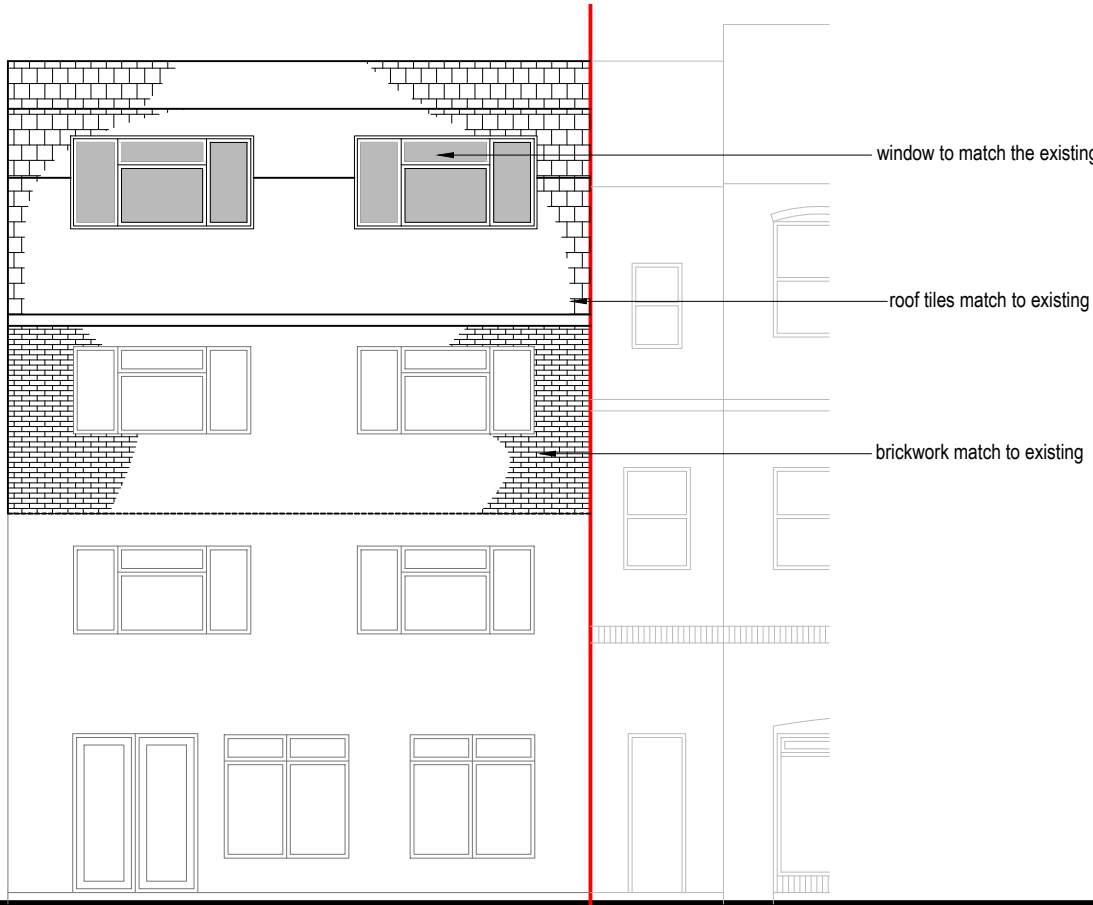 window to match the existing
roof tiles match to existing
brickwork match to existing